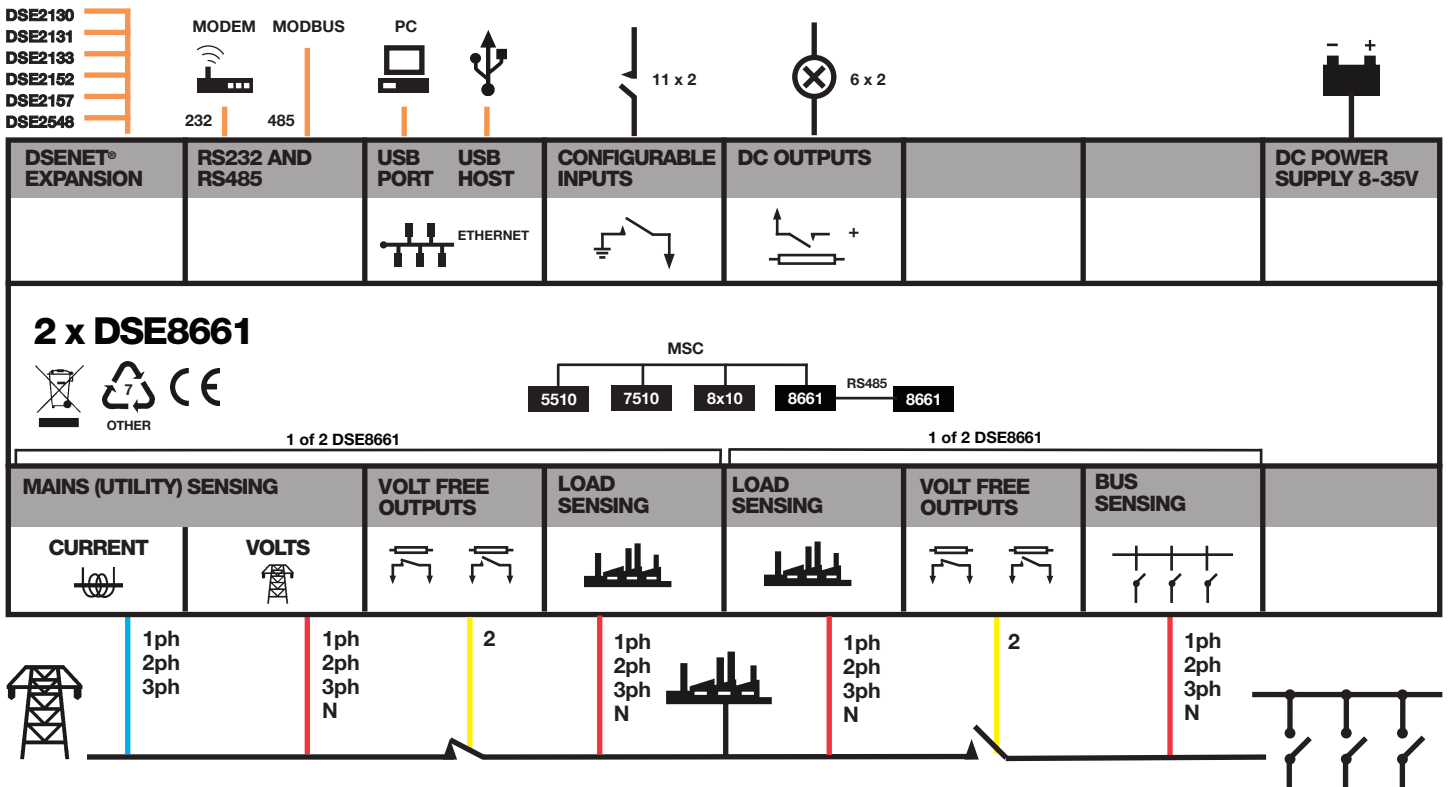 DSE2130
DSE2131
DSE2133
DSE2152
DSE2157
DSE2548
MODEM
MODBUS
PC
232
485
11 x 2
6 x 2
- +
DSENET®
EXPANSION
RS232 AND
RS485
USB
PORT
USB
HOST
CONFIGURABLE
INPUTS
DC OUTPUTS
DC POWER
SUPPLY 8-35V
ETHERNET
+
2 x DSE8661
7
OTHER
CE
MSC
5510
7510
8x10
8661
RS485
8661
1 of 2 DSE8661
1 of 2 DSE8661
MAINS (UTILITY) SENSING
VOLT FREE
OUTPUTS
LOAD
SENSING
LOAD
SENSING
VOLT FREE
OUTPUTS
BUS
SENSING
CURRENT
VOLTS
1ph
2ph
3ph
1ph
2ph
3ph
N
2
1ph
2ph
3ph
N
1ph
2ph
3ph
N
2
1ph
2ph
3ph
N